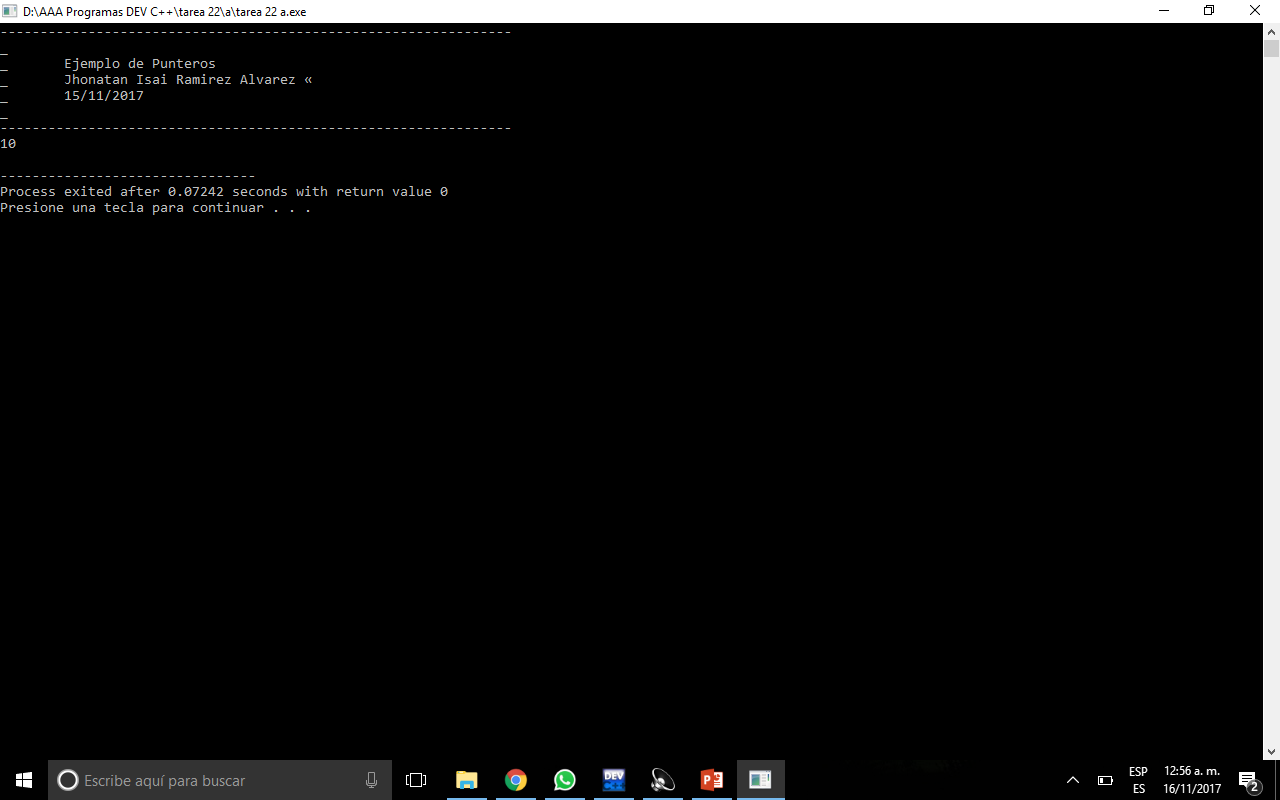 D:\AAA Programas DEV C++\tarea 22\a\tarea 22 a.exe
----------------------------------------------------------------
_
_       Ejemplo de Punteros
_       Jhonatan Isai Ramirez Alvarez «
_       15/11/2017
_
----------------------------------------------------------------
10
--------------------------------
Process exited after 0.07242 seconds with return value 0
Presione una tecla para continuar . . .
Escribe aquí para buscar
DEV
C++
P
ESP
ES
12:56 a. m.
16/11/2017
2